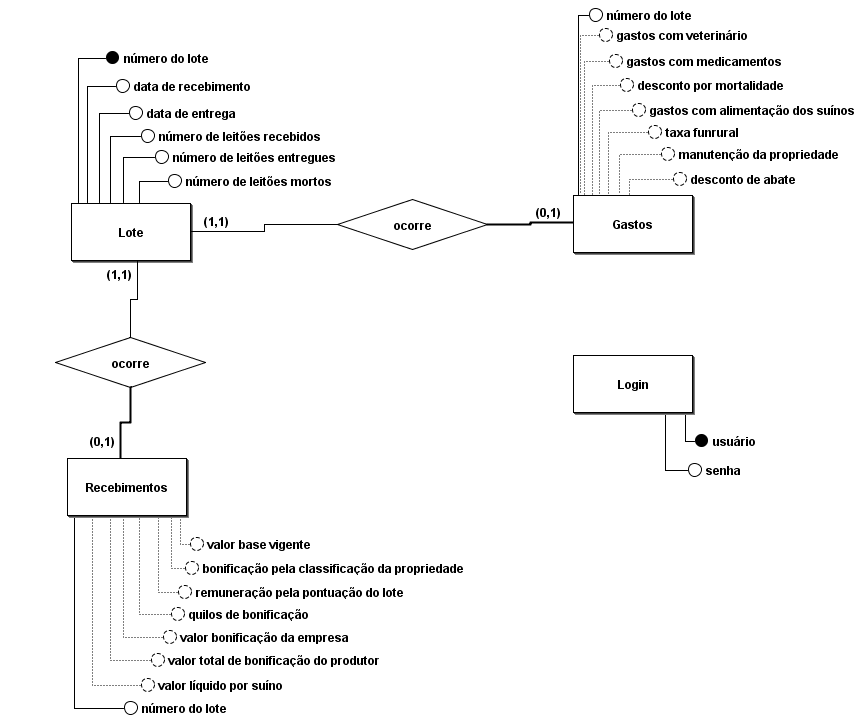 número do lote
gastos com veterinário
gastos com medicamentos
desconto por mortalidade
gastos com alimentação dos suínos
taxa funrural
manutenção da propriedade
desconto de abate
número do lote
data de recebimento
data de entrega
número de leitões recebidos
número de leitões entregues
número de leitões mortos
Lote
(1,1)
ocorre
(0,1)
Gastos
(1,1)
ocorre
(0,1)
Recebimentos
Login
usuário
senha
valor base vigente
bonificação pela classificação da propriedade
remuneração pela pontuação do lote
quilos de bonificação
valor bonificação da empresa
valor total de bonificação do produtor
valor líquido por suíno
número do lote